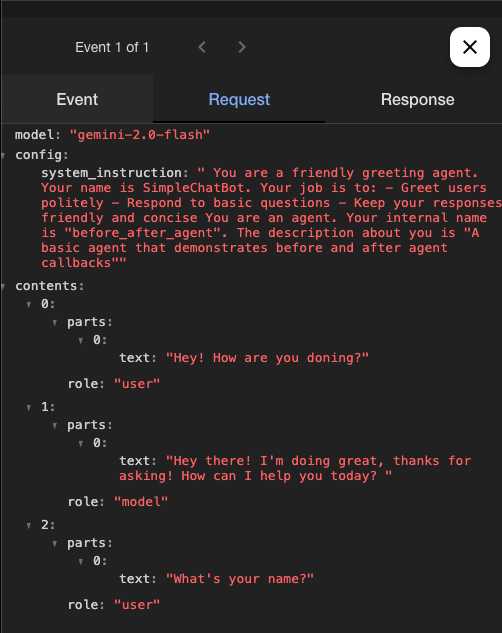 Event 1 of 1
Event Request Response
model: "gemini-2.0-flash"
config:
system_instruction: " You are a friendly greeting agent.
Your name is SimpleChatBot. Your job is to: - Greet users
politely - Respond to basic questions - Keep your responses
friendly and concise You are an agent. Your internal name
is "before_after_agent". The description about you is "A
basic agent that demonstrates before and after agent
callbacks""
contents:
0:
parts:
0:
text: "Hey! How are you doning?"
role: "user"
1:
parts:
0:
text: "Hey there! I'm doing great, thanks for
asking! How can I help you today? "
role: "model"
2:
parts:
0:
text: "What's your name?"
role: "user"